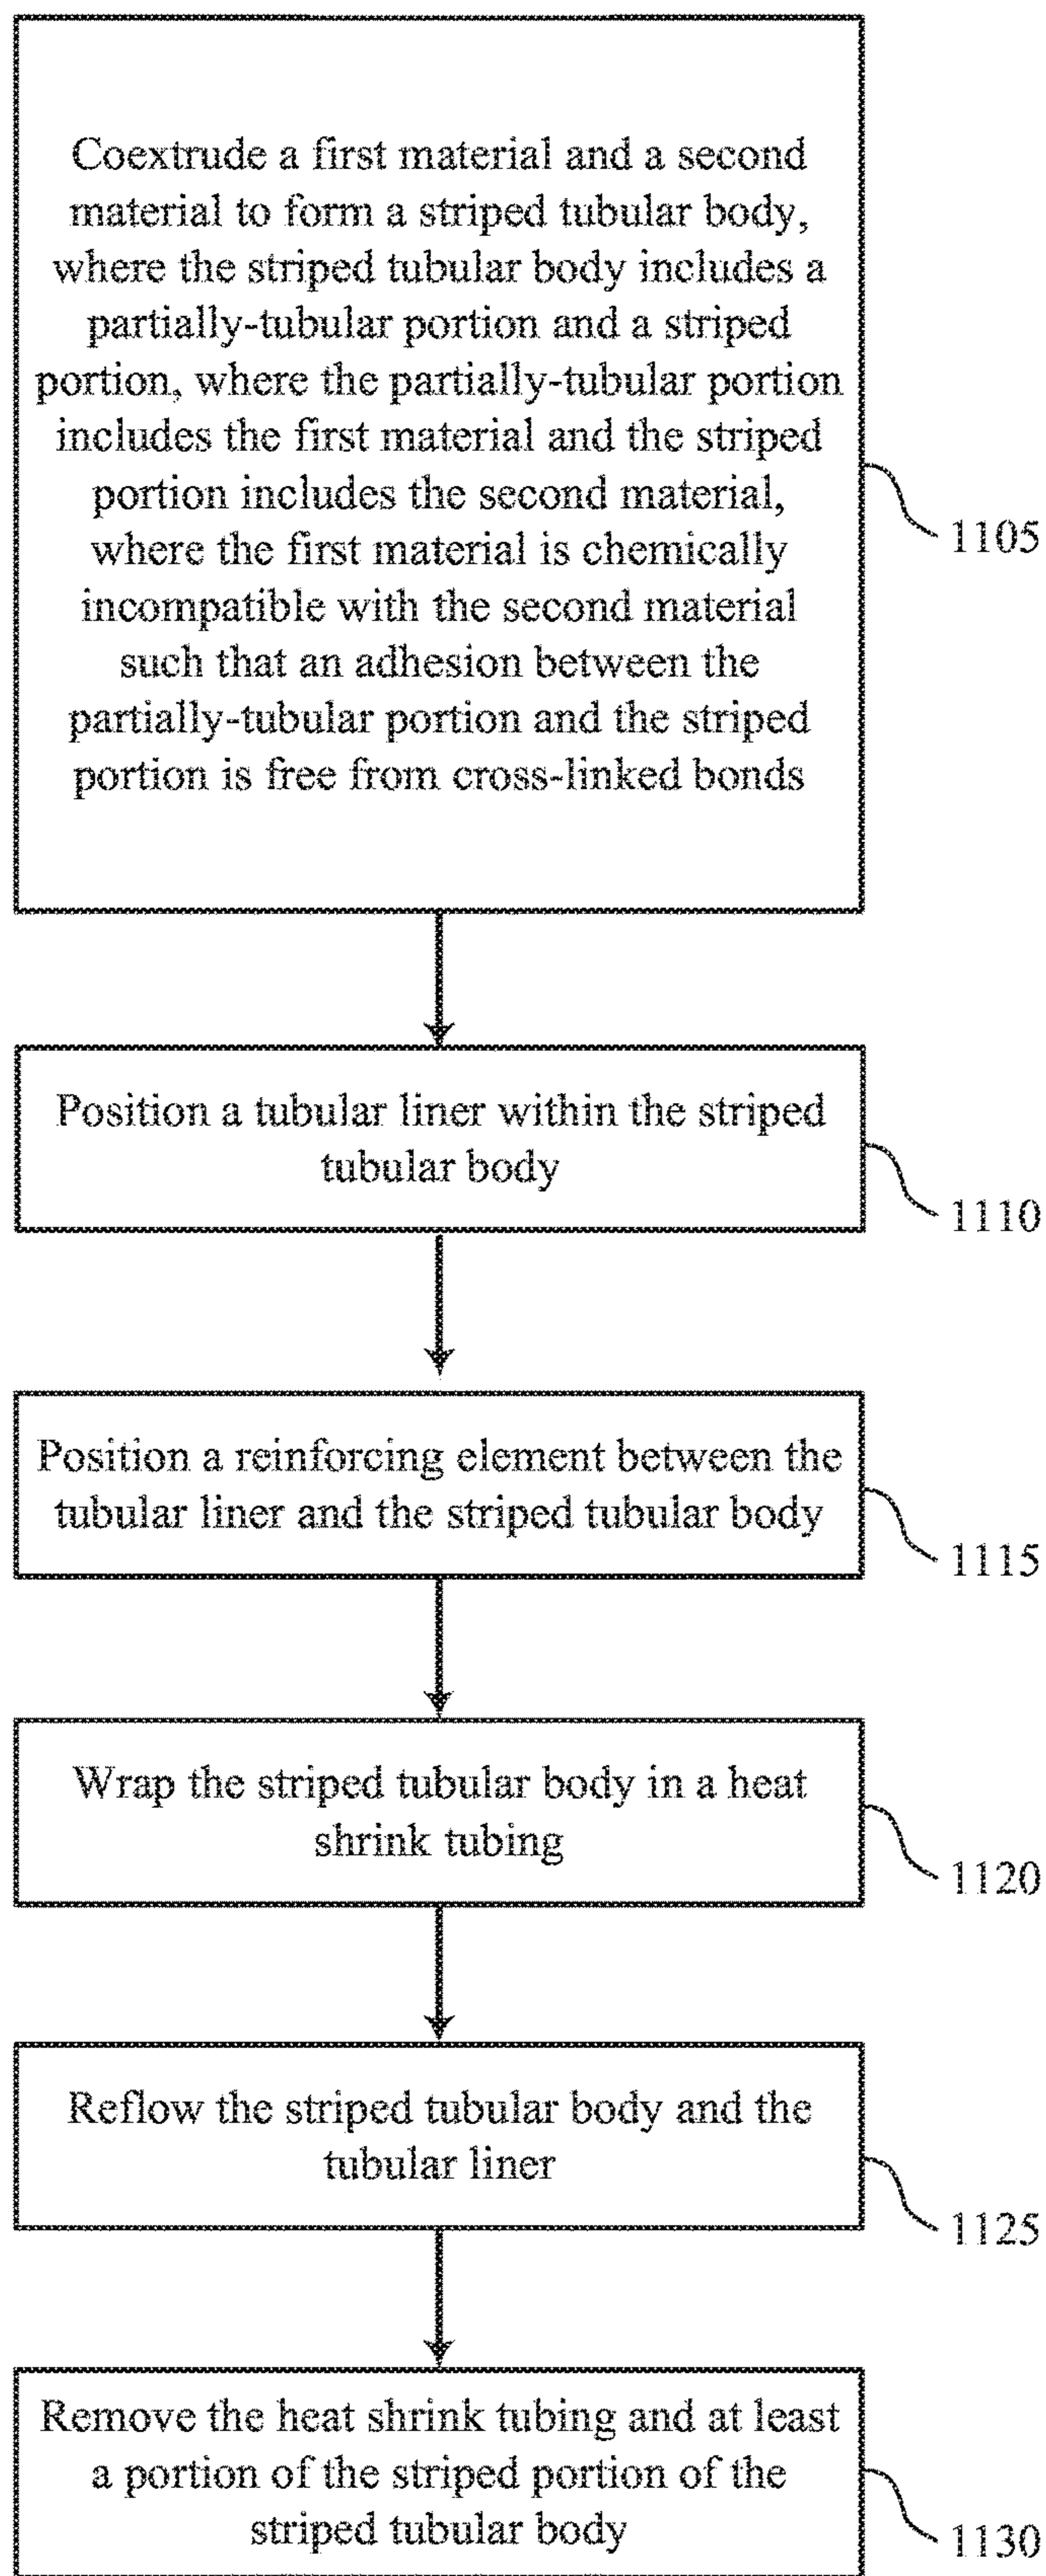 Coextrude a first material and a second
material to form a striped tubular body,
where the striped tubular body includes a
partially-tubular portion and a striped
portion, where the partially-tubular portion
includes the first material and the striped
portion includes the second material,
where the first material is chemically
incompatible with the second material
such that an adhesion between the
partially-tubular portion and the striped
portion is free from cross-linked bonds
1105
Position a tubular liner within the striped
tubular body
1110
Position a reinforcing element between the
tubular liner and the striped tubular body
1115
Wrap the striped tubular body in a heat
shrink tubing
1120
Reflow the striped tubular body and the
tubular liner
1125
Remove the heat shrink tubing and at least
a portion of the striped portion of the
striped tubular body
1130